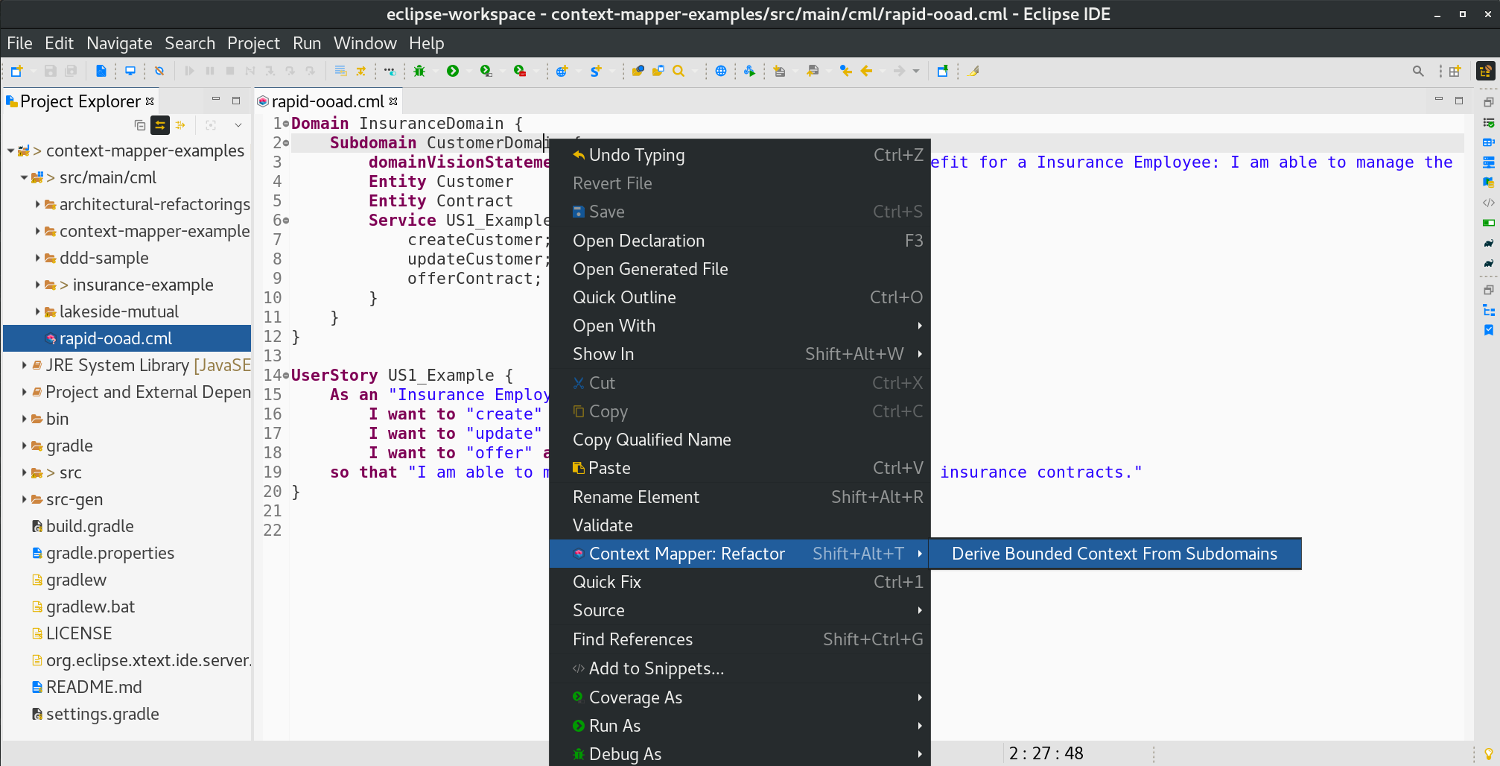 eclipse-workspace - context-mapper-examples/src/main/cml/rapid-ooad.cml - Eclipse IDE
File Edit Navigate Search Project Run Window Help
Project Explorer
context-mapper-examples
src/main/cml
architectural-refactorings
context-mapper-example
ddd-sample
> insurance-example
lakeside-mutual
rapid-ooad.cml
JRE System Library [JavaSE
Project and External Depen
bin
gradle
> src
src-gen
build.gradle
gradle.properties
gradlew
gradlew.bat
LICENSE
org.eclipse.xtext.ide.server.
README.md
settings.gradle
rapid-ooad.cml
1 Domain InsuranceDomain {
2 Subdomain CustomerDomai {
3 domainVisionStateme efit for a Insurance Employee: I am able to manage the
4 Entity Customer
5 Entity Contract
6 Service US1_Example
7 createCustomer;
8 updateCustomer;
9 offerContract;
10 }
11 }
12 }
13
14 UserStory US1_Example {
15 As an "Insurance Employ
16 I want to "create"
17 I want to "update"
18 I want to "offer" a
19 so that "I am able to m insurance contracts."
20 }
21
22
Undo Typing Ctrl+Z
Revert File
Save Ctrl+S
Open Declaration F3
Open Generated File
Quick Outline Ctrl+O
Open With
Show In Shift+Alt+W
Cut Ctrl+X
Copy Ctrl+C
Copy Qualified Name
Paste Ctrl+V
Rename Element Shift+Alt+R
Validate
Context Mapper: Refactor Shift+Alt+T
Derive Bounded Context From Subdomains
Quick Fix Ctrl+1
Source
Find References Shift+Ctrl+G
Add to Snippets...
Coverage As
Run As
Debug As
2 : 27 : 48